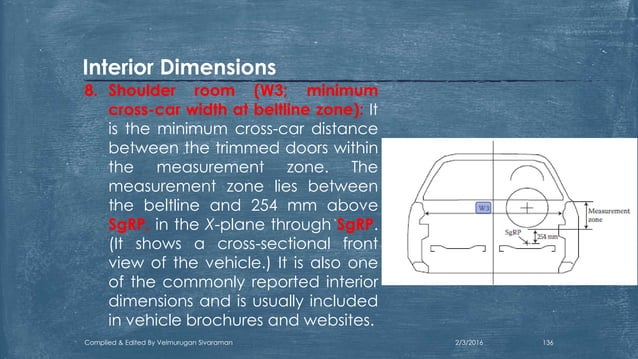 Interior Dimensions
8. Shoulder room (W3; minimum
cross-car width at beltline zone): It
is the minimum cross-car distance
between the trimmed doors within
the measurement zone. The
measurement zone lies between
the beltline and 254 mm above
SgRP, in the X-plane through SgRP.
(It shows a cross-sectional front
view of the vehicle.) It is also one
of the commonly reported interior
dimensions and is usually included
in vehicle brochures and websites.
W3
Measurement
zone
SgRP
254 mm
Complied & Edited By Velmurugan Sivaraman
2/3/2016
136